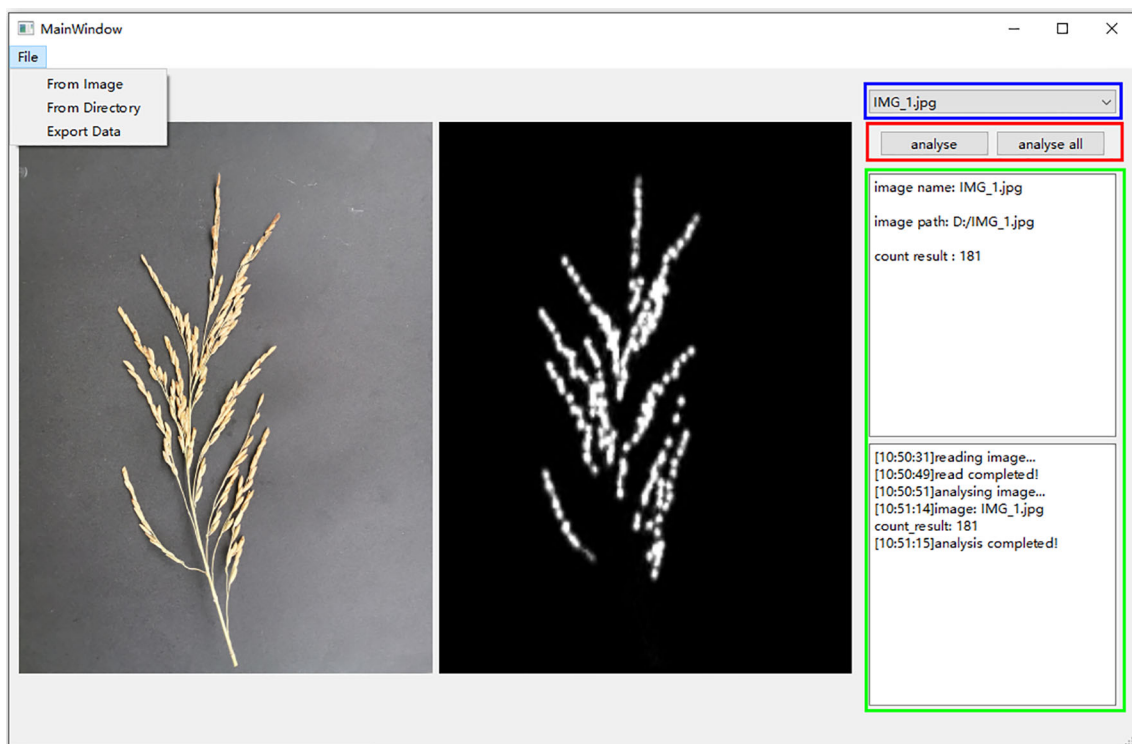 MainWindow
File
From Image
From Directory
Export Data
IMG_1.jpg
analyse
analyse all
image name: IMG_1.jpg
image path: D:/IMG_1.jpg
count result : 181
[10:50:31]reading image...
[10:50:49]read completed!
[10:50:51]analysing image...
[10:51:14]image: IMG_1.jpg
count_result: 181
[10:51:15]analysis completed!